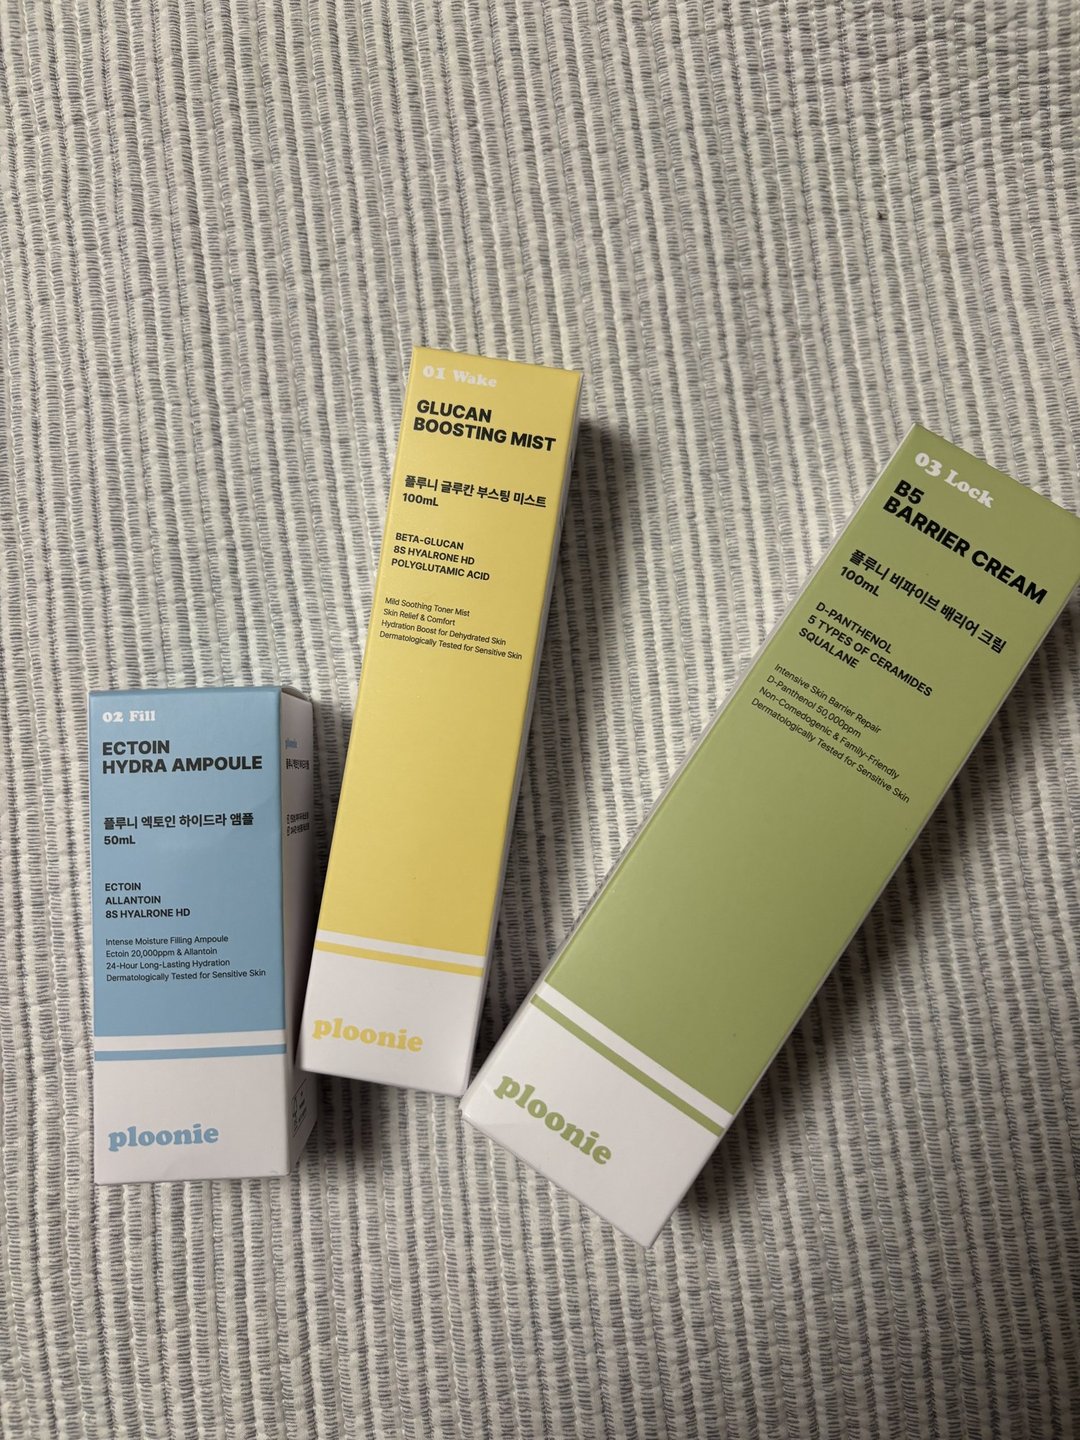 02 Fill
ECTOIN
HYDRA AMPOULE
플루니 엑토인 하이드라 앰플
50mL
ECTOIN
ALLANTOIN
8S HYALRONE HD
Intense Moisture Filling Ampoule
Ectoin 20,000ppm & Allantoin
24-Hour Long-Lasting Hydration
Dermatologically Tested for Sensitive Skin
ploonie
ploonie
01 Wake
GLUCAN
BOOSTING MIST
플루니 글루칸 부스팅 미스트
100mL
BETA-GLUCAN
8S HYALRONE HD
POLYGLUTAMIC ACID
Mild Soothing Toner Mist
Skin Relief & Comfort
Hydration Boost for Dehydrated Skin
Dermatologically Tested for Sensitive Skin
ploonie
03 Lock
B5
BARRIER CREAM
플루니 비파이브 배리어 크림
100mL
D-PANTHENOL
5 TYPES OF CERAMIDES
SQUALANE
Intensive Skin Barrier Repair
D-Panthenol 50,000ppm
Non-Comedogenic & Family-Friendly
Dermatologically Tested for Sensitive Skin
ploonie